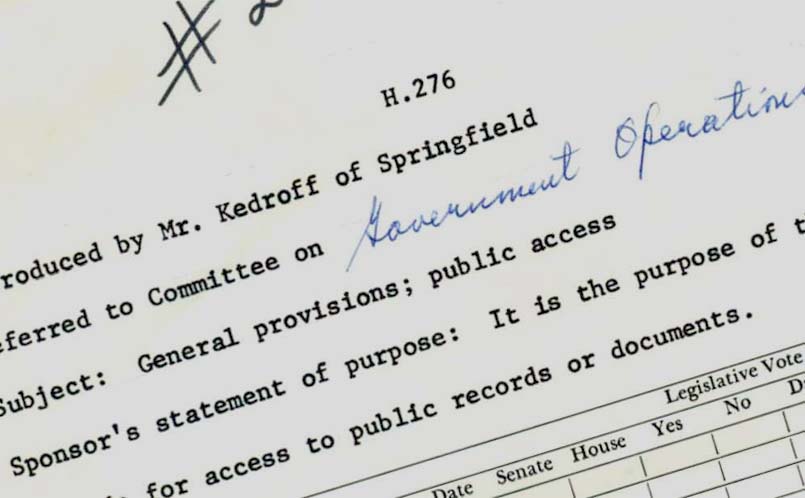 #
H.276
roduced by Mr. Kedroff of Springfield
eferred to Committee on Government Operations
Subject: General provisions; public access
Sponsor's statement of purpose: It is the purpose of t
for access to public records or documents.
Legislative Vote
Date Senate House Yes No D